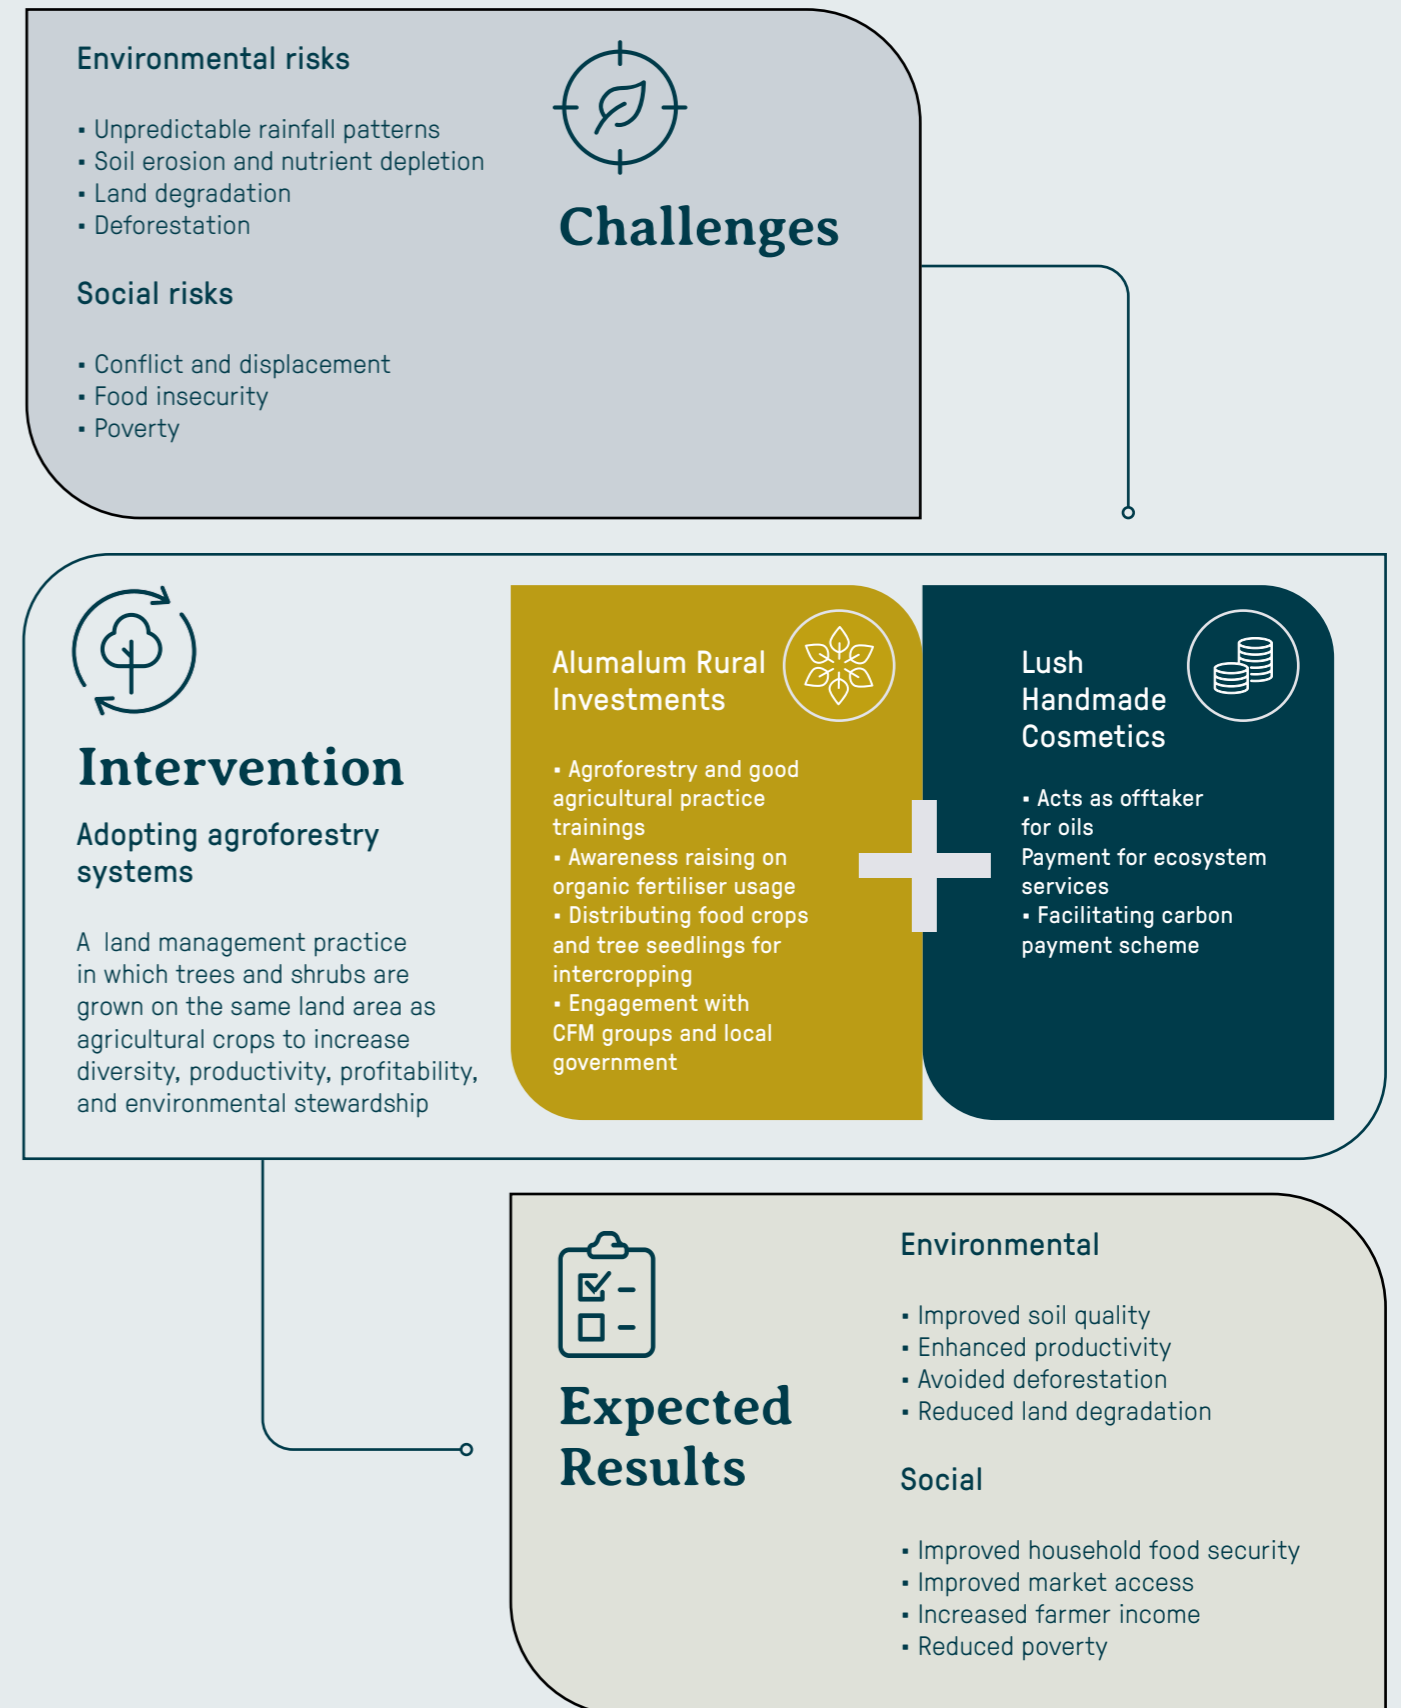 Environmental risks
▪ Unpredictable rainfall patterns
▪ Soil erosion and nutrient depletion
▪ Land degradation
▪ Deforestation
Social risks
▪ Conflict and displacement
▪ Food insecurity
▪ Poverty
Challenges
Intervention
Adopting agroforestry
systems
A land management practice
in which trees and shrubs are
grown on the same land area as
agricultural crops to increase
diversity, productivity, profitability,
and environmental stewardship
Alumalum Rural
Investments
▪ Agroforestry and good
agricultural practice
trainings
▪ Awareness raising on
organic fertiliser usage
▪ Distributing food crops
and tree seedlings for
intercropping
▪ Engagement with
CFM groups and local
government
Lush
Handmade
Cosmetics
▪ Acts as offtaker
for oils
Payment for ecosystem
services
▪ Facilitating carbon
payment scheme
Expected
Results
Environmental
▪ Improved soil quality
▪ Enhanced productivity
▪ Avoided deforestation
▪ Reduced land degradation
Social
▪ Improved household food security
▪ Improved market access
▪ Increased farmer income
▪ Reduced poverty